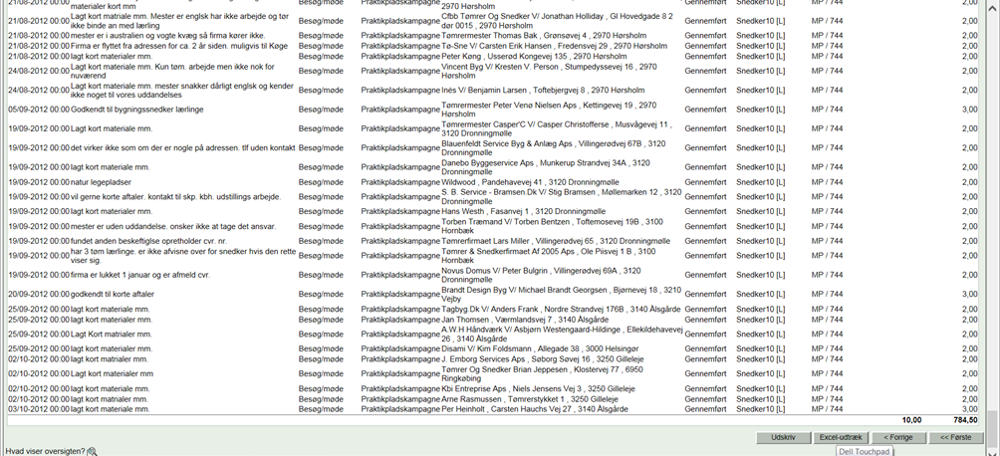 21/08-2012 00:00 materialer kort mm Besøg/møde Praktikpladskampagne 2970 Hørsholm Gennemført Snedker10 [L] MP / 744 2,00
21/08-2012 00:00 Lagt kort matriale mm. Mester er englsk har ikke arbejde og tør ikke binde an med lærling Besøg/møde Praktikpladskampagne Cfbb Tømrer Og Snedker V/ Jonathan Holliday , Gl Hovedgade 8 2 dør 0015 , 2970 Hørsholm Gennemført Snedker10 [L] MP / 744 2,00
21/08-2012 00:00 mester er i australien og vogte kvæg så firma kører ikke. Besøg/møde Praktikpladskampagne Tømrermester Thomas Bak , Grønsøvej 4 , 2970 Hørsholm Gennemført Snedker10 [L] MP / 744 2,00
21/08-2012 00:00 Firma er flyttet fra adressen for ca. 2 år siden. muligvis til Køge Besøg/møde Praktikpladskampagne Tø-Sne V/ Carsten Erik Hansen , Fredensvej 29 , 2970 Hørsholm Gennemført Snedker10 [L] MP / 744 2,00
21/08-2012 00:00 lagt kort materialer mm. Besøg/møde Praktikpladskampagne Peter Køng , Usserød Kongevej 135 , 2970 Hørsholm Gennemført Snedker10 [L] MP / 744 2,00
24/08-2012 00:00 Lagt kort materiale mm. Kun tøm. arbejde men ikke nok for nuværend Besøg/møde Praktikpladskampagne Vincent Byg V/ Kresten V. Person , Stumpedyssevej 16 , 2970 Hørsholm Gennemført Snedker10 [L] MP / 744 2,00
24/08-2012 00:00 Lagt kort materiale mm. mester snakker dårligt englsk og kender ikke noget til vores uddandelse Besøg/møde Praktikpladskampagne Inés V/ Benjamin Larsen , Toftebjergvej 8 , 2970 Hørsholm Gennemført Snedker10 [L] MP / 744 2,00
05/09-2012 00:00 Godkendt til bygningssnedker lærlinge Besøg/møde Praktikpladskampagne Tømrermester Peter Venø Nielsen Aps , Kettingevej 19 , 2970 Hørsholm Gennemført Snedker10 [L] MP / 744 3,00
19/09-2012 00:00 Lagt kort materiale mm. Besøg/møde Praktikpladskampagne Tømrermester Casper'C V/ Casper Christofferse , Musvågevej 11 , 3120 Dronningmølle Gennemført Snedker10 [L] MP / 744 2,00
19/09-2012 00:00 det virker ikke som om der er nogle på adressen. tlf uden kontakt Besøg/møde Praktikpladskampagne Blauenfeldt Service Byg & Anlæg Aps , Villingerødvej 67B , 3120 Dronningmølle Gennemført Snedker10 [L] MP / 744 2,00
19/09-2012 00:00 lagt kort materiale mm. Besøg/møde Praktikpladskampagne Danebo Byggeservice Aps , Munkerup Strandvej 34A , 3120 Dronningmølle Gennemført Snedker10 [L] MP / 744 2,00
19/09-2012 00:00 natur legepladser Besøg/møde Praktikpladskampagne Wildwood , Pandehavevej 41 , 3120 Dronningmølle Gennemført Snedker10 [L] MP / 744 2,00
19/09-2012 00:00 vil gerne korte aftaler. kontakt til skp. kbh. udstillings arbejde. Besøg/møde Praktikpladskampagne S. B. Service - Bramsen.Dk V/ Stig Bramsen , Møllemarken 12 , 3120 Dronningmølle Gennemført Snedker10 [L] MP / 744 2,00
19/09-2012 00:00 lagt kort materialer mm. Besøg/møde Praktikpladskampagne Hans Westh , Fasanvej 1 , 3120 Dronningmølle Gennemført Snedker10 [L] MP / 744 2,00
19/09-2012 00:00 mester er uden uddandelse. onsker ikke at tage det ansvar. Besøg/møde Praktikpladskampagne Torben Træmand V/ Torben Bentzen , Toftemosevej 19B , 3100 Hornbæk Gennemført Snedker10 [L] MP / 744 2,00
19/09-2012 00:00 fundet anden beskeftiglse opretholder cvr. nr. Besøg/møde Praktikpladskampagne Tømrerfirmaet Lars Miller , Villingerødvej 65 , 3120 Dronningmølle Gennemført Snedker10 [L] MP / 744 2,00
19/09-2012 00:00 har 3 tøm lærlinge. er ikke afvisne over for snedker hvis den rette viser sig. Besøg/møde Praktikpladskampagne Tømrer & Snedkerfirmaet Af 2005 Aps , Ole Piisvej 1 B , 3100 Hornbæk Gennemført Snedker10 [L] MP / 744 2,00
19/09-2012 00:00 firma er lukket 1 januar og er afmeld cvr. Besøg/møde Praktikpladskampagne Novus Domus V/ Peter Bulgrin , Villingerødvej 69A , 3120 Dronningmølle Gennemført Snedker10 [L] MP / 744 2,00
20/09-2012 00:00 godkendt til korte aftaler Besøg/møde Praktikpladskampagne Brandt Design Byg V/ Michael Brandt Georgsen , Bjørnevej 18 , 3210 Vejby Gennemført Snedker10 [L] MP / 744 3,00
25/09-2012 00:00 lagt kort materiale mm. Besøg/møde Praktikpladskampagne Tagbyg.Dk V/ Anders Frank , Nordre Strandvej 176B , 3140 Ålsgårde Gennemført Snedker10 [L] MP / 744 2,00
25/09-2012 00:00 lagt kort materiale mm. Besøg/møde Praktikpladskampagne Jan Thomsen , Værmlandsvej 7 , 3140 Ålsgårde Gennemført Snedker10 [L] MP / 744 2,00
25/09-2012 00:00 Lagt Kort matrialer mm. Besøg/møde Praktikpladskampagne A.W.H Håndværk V/ Asbjørn Westengaard-Hildinge , Ellekildehavevej 26 , 3140 Ålsgårde Gennemført Snedker10 [L] MP / 744 2,00
25/09-2012 00:00 lagt kort materiale mm. Besøg/møde Praktikpladskampagne Disami V/ Kim Foldsmann , Allegade 38 , 3000 Helsingør Gennemført Snedker10 [L] MP / 744 2,00
02/10-2012 00:00 lagt kort matrialer mm. Besøg/møde Praktikpladskampagne J. Emborg Services Aps , Søborg Søvej 16 , 3250 Gilleleje Gennemført Snedker10 [L] MP / 744 2,00
02/10-2012 00:00 Lagt kort materialer mm Besøg/møde Praktikpladskampagne Tømrer Og Snedker Brian Jeppesen , Klostervej 77 , 6950 Ringkøbing Gennemført Snedker10 [L] MP / 744 2,00
02/10-2012 00:00 lagt kort materiale mm. Besøg/møde Praktikpladskampagne Kbi Entreprise Aps , Niels Jensens Vej 3 , 3250 Gilleleje Gennemført Snedker10 [L] MP / 744 2,00
02/10-2012 00:00 lagt kort matrialer mm. Besøg/møde Praktikpladskampagne Arne Rasmussen , Tømrerstykket 1 , 3250 Gilleleje Gennemført Snedker10 [L] MP / 744 2,00
03/10-2012 00:00 lagt kort materiale mm. Besøg/møde Praktikpladskampagne Per Heinholt , Carsten Hauchs Vej 27 , 3140 Ålsgårde Gennemført Snedker10 [L] MP / 744 3,00
10,00 784,50
Udskriv Excel-udtræk < Forrige << Første
Hvad viser oversigten?
Dell Touchpad